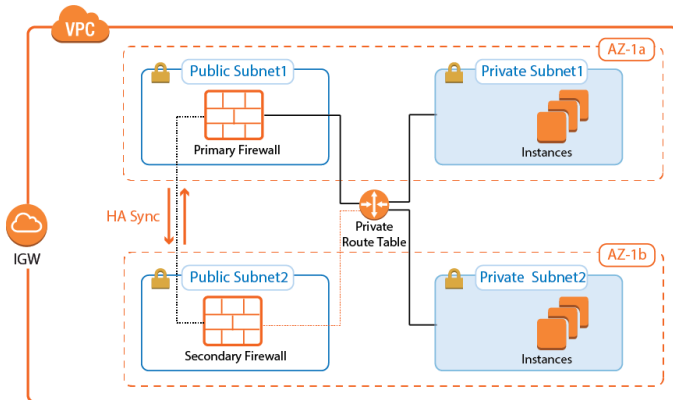 VPC
AZ-1a
Public Subnet1
Private Subnet1
Primary Firewall
Instances
HA Sync
Private
Route Table
IGW
AZ-1b
Public Subnet2
Private Subnet2
Secondary Firewall
Instances